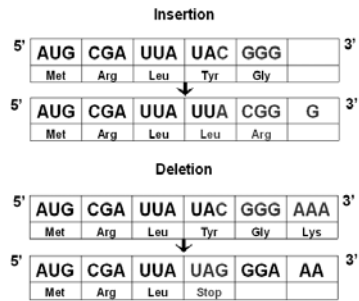 Insertion
5' AUG CGA UUA UAC GGG 3'
Met Arg Leu Tyr Gly
5' AUG CGA UUA UUA CGG G 3'
Met Arg Leu Leu Arg
Deletion
5' AUG CGA UUA UAC GGG AAA 3'
Met Arg Leu Tyr Gly Lys
5' AUG CGA UUA UAG GGA AA 3'
Met Arg Leu Stop